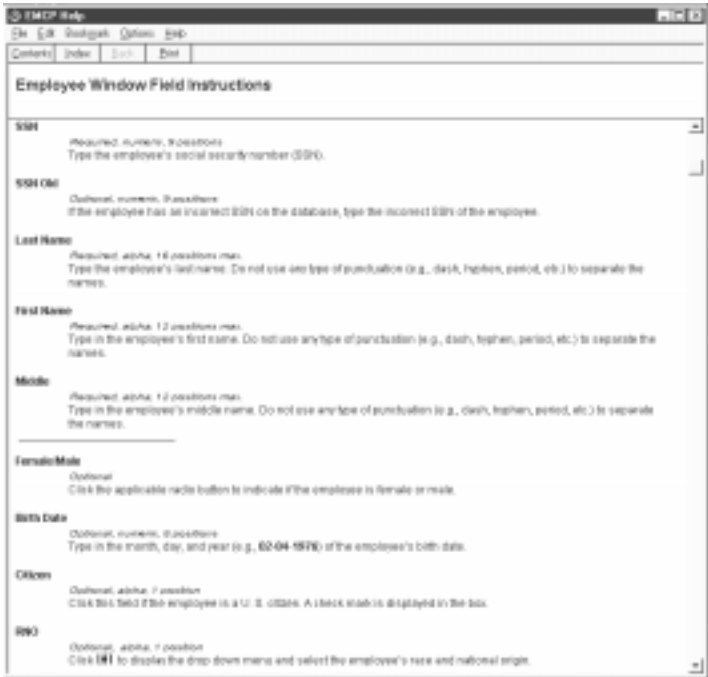 EMCP Help
File Edit Bookmark Options Help
Contents Index Back Print
Employee Window Field Instructions
SSN
Required, numeric, 9 positions
Type the employee's social security number (SSN).
SSN Old
Optional, numeric, 9 positions
If the employee has an incorrect SSN on the database, type the incorrect SSN of the employee.
Last Name
Required, alpha, 16 positions max.
Type the employee's last name. Do not use any type of punctuation (e.g., dash, hyphen, period, etc.) to separate the
names.
First Name
Required, alpha, 12 positions max.
Type in the employee's first name. Do not use any type of punctuation (e.g., dash, hyphen, period, etc.) to separate the
names.
Middle
Required, alpha, 12 positions max.
Type in the employee's middle name. Do not use any type of punctuation (e.g., dash, hyphen, period, etc.) to separate
the names.
Female/Male
Optional
Click the applicable radio button to indicate if the employee is female or male.
Birth Date
Optional, numeric, 8 positions
Type in the month, day, and year (e.g., 02-04-1976) of the employee's birth date.
Citizen
Optional, alpha, 1 position
Click this field if the employee is a U. S. citizen. A check mark is displayed in the box.
RNO
Optional, alpha, 1 position
Click to display the drop down menu and select the employee's race and national origin.